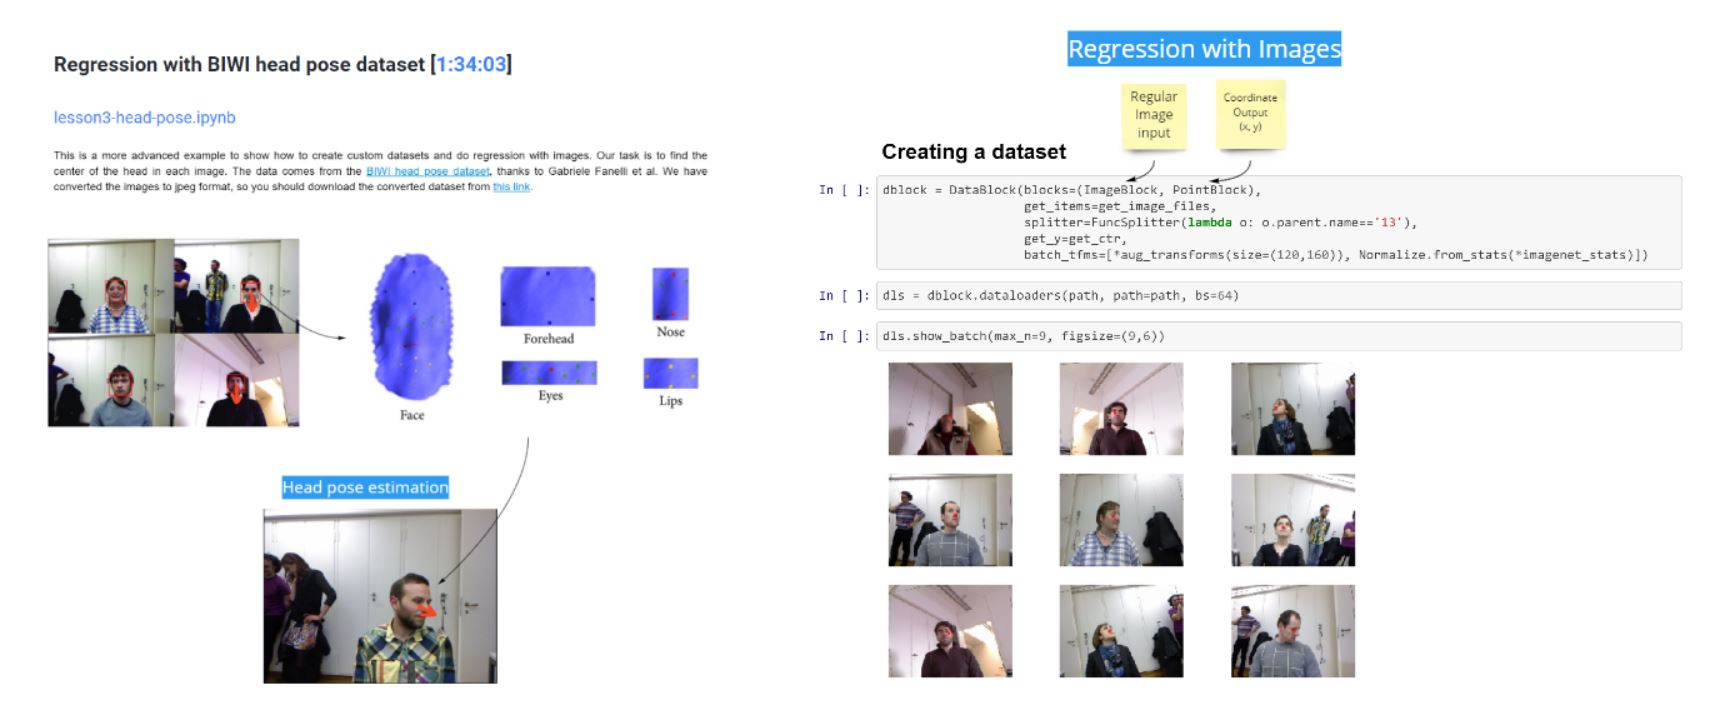 Regression with BIWI head pose dataset [1:34:03]
lesson3-head-pose.ipynb
This is a more advanced example to show how to create custom datasets and do regression with images. Our task is to find the
center of the head in each image. The data comes from the BIWI head pose dataset, thanks to Gabriele Fanelli et al. We have
converted the images to jpeg format, so you should download the converted dataset from this link.
Face
Forehead
Nose
Eyes
Lips
Head pose estimation
Regression with Images
Regular
Image
input
Coordinate
Output
(x, y)
Creating a dataset
In [ ]: dblock = DataBlock(blocks=(ImageBlock, PointBlock),
get_items=get_image_files,
splitter=FuncSplitter(lambda o: o.parent.name=='13'),
get_y=get_ctr,
batch_tfms=[*aug_transforms(size=(120,160)), Normalize.from_stats(*imagenet_stats)])
In [ ]: dls = dblock.dataloaders(path, path=path, bs=64)
In [ ]: dls.show_batch(max_n=9, figsize=(9,6))